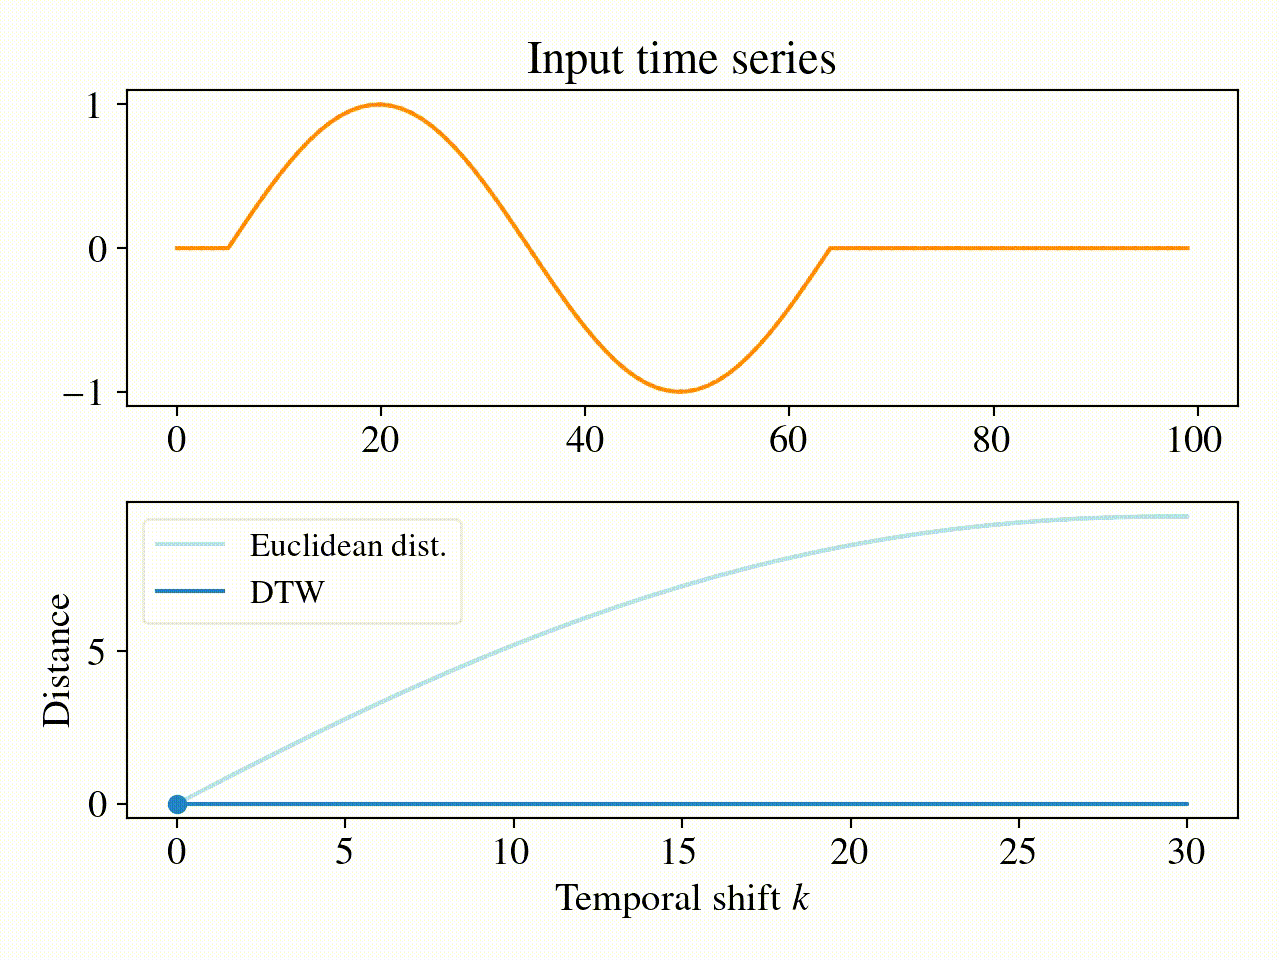 Input time series
1
0
−1
0 20 40 60 80 100
Euclidean dist.
DTW
Distance
5
0
0 5 10 15 20 25 30
Temporal shift k